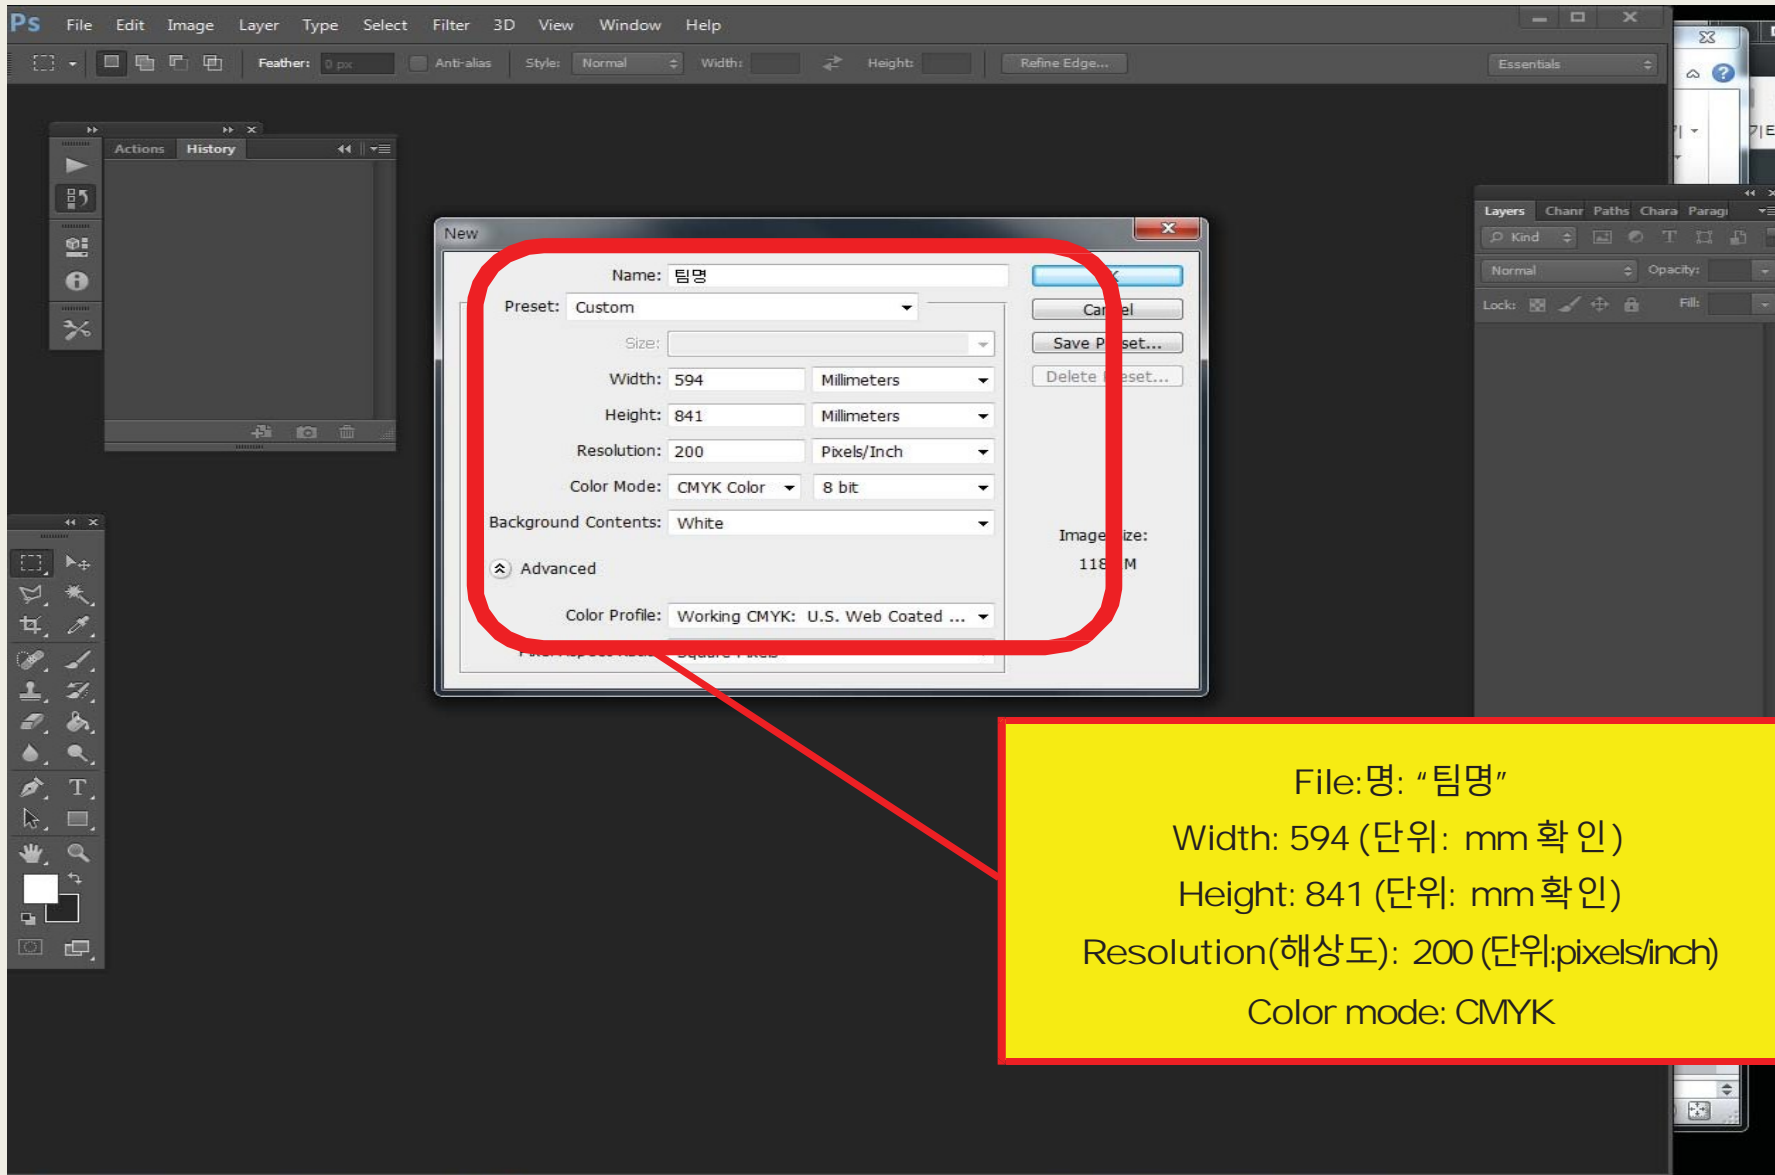 Ps File Edit Image Layer Type Select Filter 3D View Window Help
Feather: 0 px Anti-alias Style: Normal Width: Height: Refine Edge... Essentials
Actions History
Layers Chanr Paths Chara Paragi
Kind
Normal Opacity:
Lock: Fill:
New
Name: 팀명
Preset: Custom
Cancel
Size:
Save Preset...
Width: 594 Millimeters
Delete Preset...
Height: 841 Millimeters
Resolution: 200 Pixels/Inch
Color Mode: CMYK Color 8 bit
Background Contents: White
Image Size:
Advanced
Color Profile: Working CMYK: U.S. Web Coated ...
File:명: “팀명”
Width: 594 (단위: mm 확인)
Height: 841 (단위: mm 확인)
Resolution(해상도): 200 (단위:pixels/inch)
Color mode: CMYK